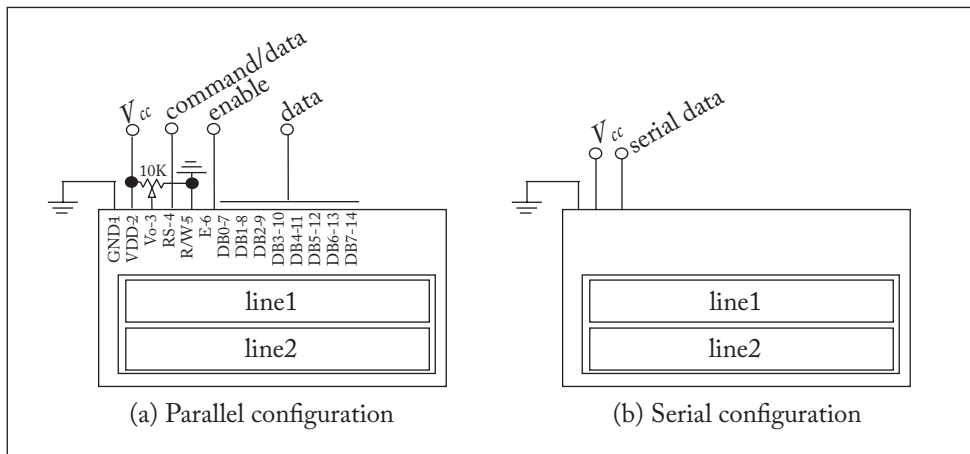 Vcc
command/data
enable
data
10K
GND-1
VDD-2
Vo-3
RS-4
R/W-5
E-6
DB0-7
DB1-8
DB2-9
DB3-10
DB4-11
DB5-12
DB6-13
DB7-14
line1
line2
(a) Parallel configuration
Vcc
serial data
line1
line2
(b) Serial configuration